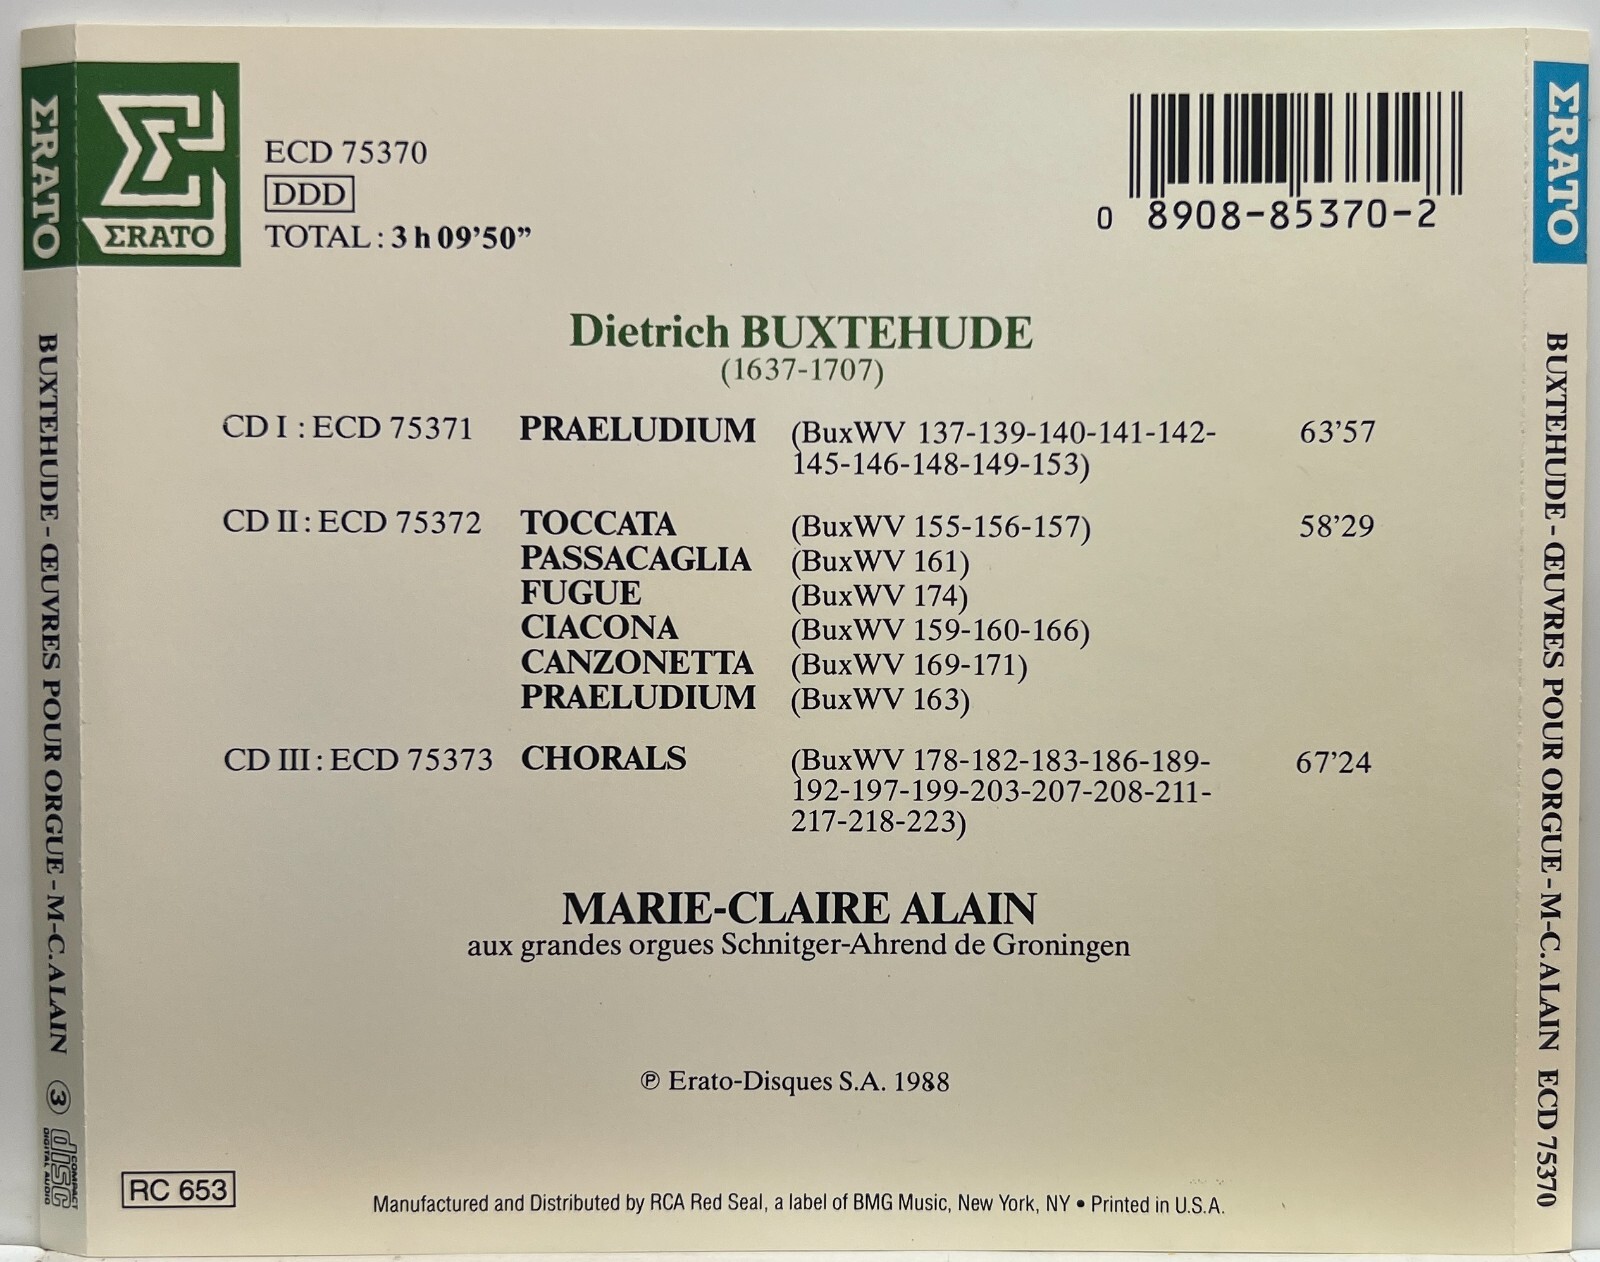 ΣRATO
BUXTEHUDE - ŒUVRES POUR ORGUE - M-C. ALAIN ③
COMPACT
disc
DIGITAL AUDIO
ΣRATO
ECD 75370
DDD
TOTAL : 3 h 09’50”
0 8908-85370-2
Dietrich BUXTEHUDE
(1637-1707)
CD I : ECD 75371 PRAELUDIUM (BuxWV 137-139-140-141-142- 63’57
145-146-148-149-153)
CD II : ECD 75372 TOCCATA (BuxWV 155-156-157) 58’29
PASSACAGLIA (BuxWV 161)
FUGUE (BuxWV 174)
CIACONA (BuxWV 159-160-166)
CANZONETTA (BuxWV 169-171)
PRAELUDIUM (BuxWV 163)
CD III : ECD 75373 CHORALS (BuxWV 178-182-183-186-189- 67’24
192-197-199-203-207-208-211-
217-218-223)
MARIE-CLAIRE ALAIN
aux grandes orgues Schnitger-Ahrend de Groningen
℗ Erato-Disques S.A. 1988
RC 653
Manufactured and Distributed by RCA Red Seal, a label of BMG Music, New York, NY • Printed in U.S.A.
ΣRATO
BUXTEHUDE - ŒUVRES POUR ORGUE - M-C. ALAIN ECD 75370